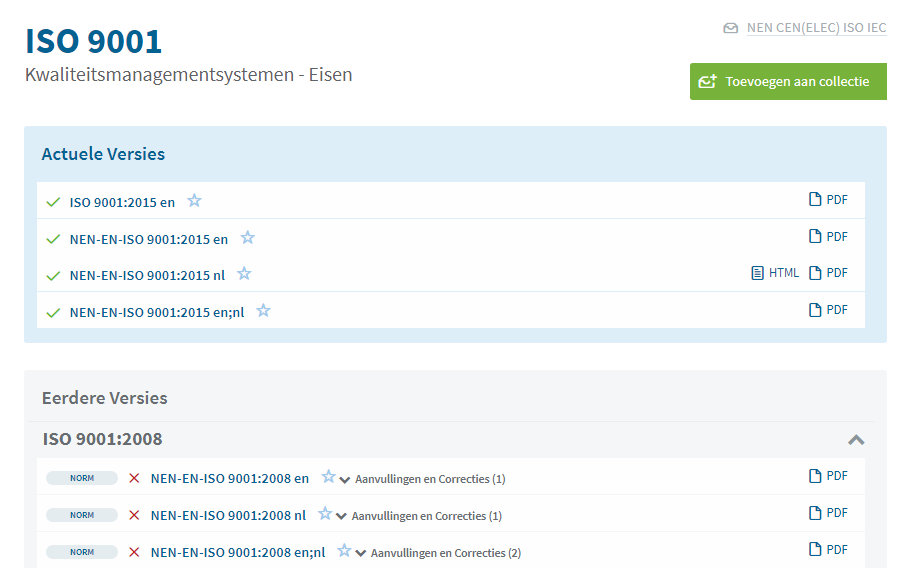 ISO 9001
NEN CEN(ELEC) ISO IEC
Kwaliteitsmanagementsystemen - Eisen
Toevoegen aan collectie
Actuele Versies
ISO 9001:2015 en PDF
NEN-EN-ISO 9001:2015 en PDF
NEN-EN-ISO 9001:2015 nl HTML PDF
NEN-EN-ISO 9001:2015 en;nl PDF
Eerdere Versies
ISO 9001:2008
NORM NEN-EN-ISO 9001:2008 en Aanvullingen en Correcties (1) PDF
NORM NEN-EN-ISO 9001:2008 nl Aanvullingen en Correcties (1) PDF
NORM NEN-EN-ISO 9001:2008 en;nl Aanvullingen en Correcties (2) PDF